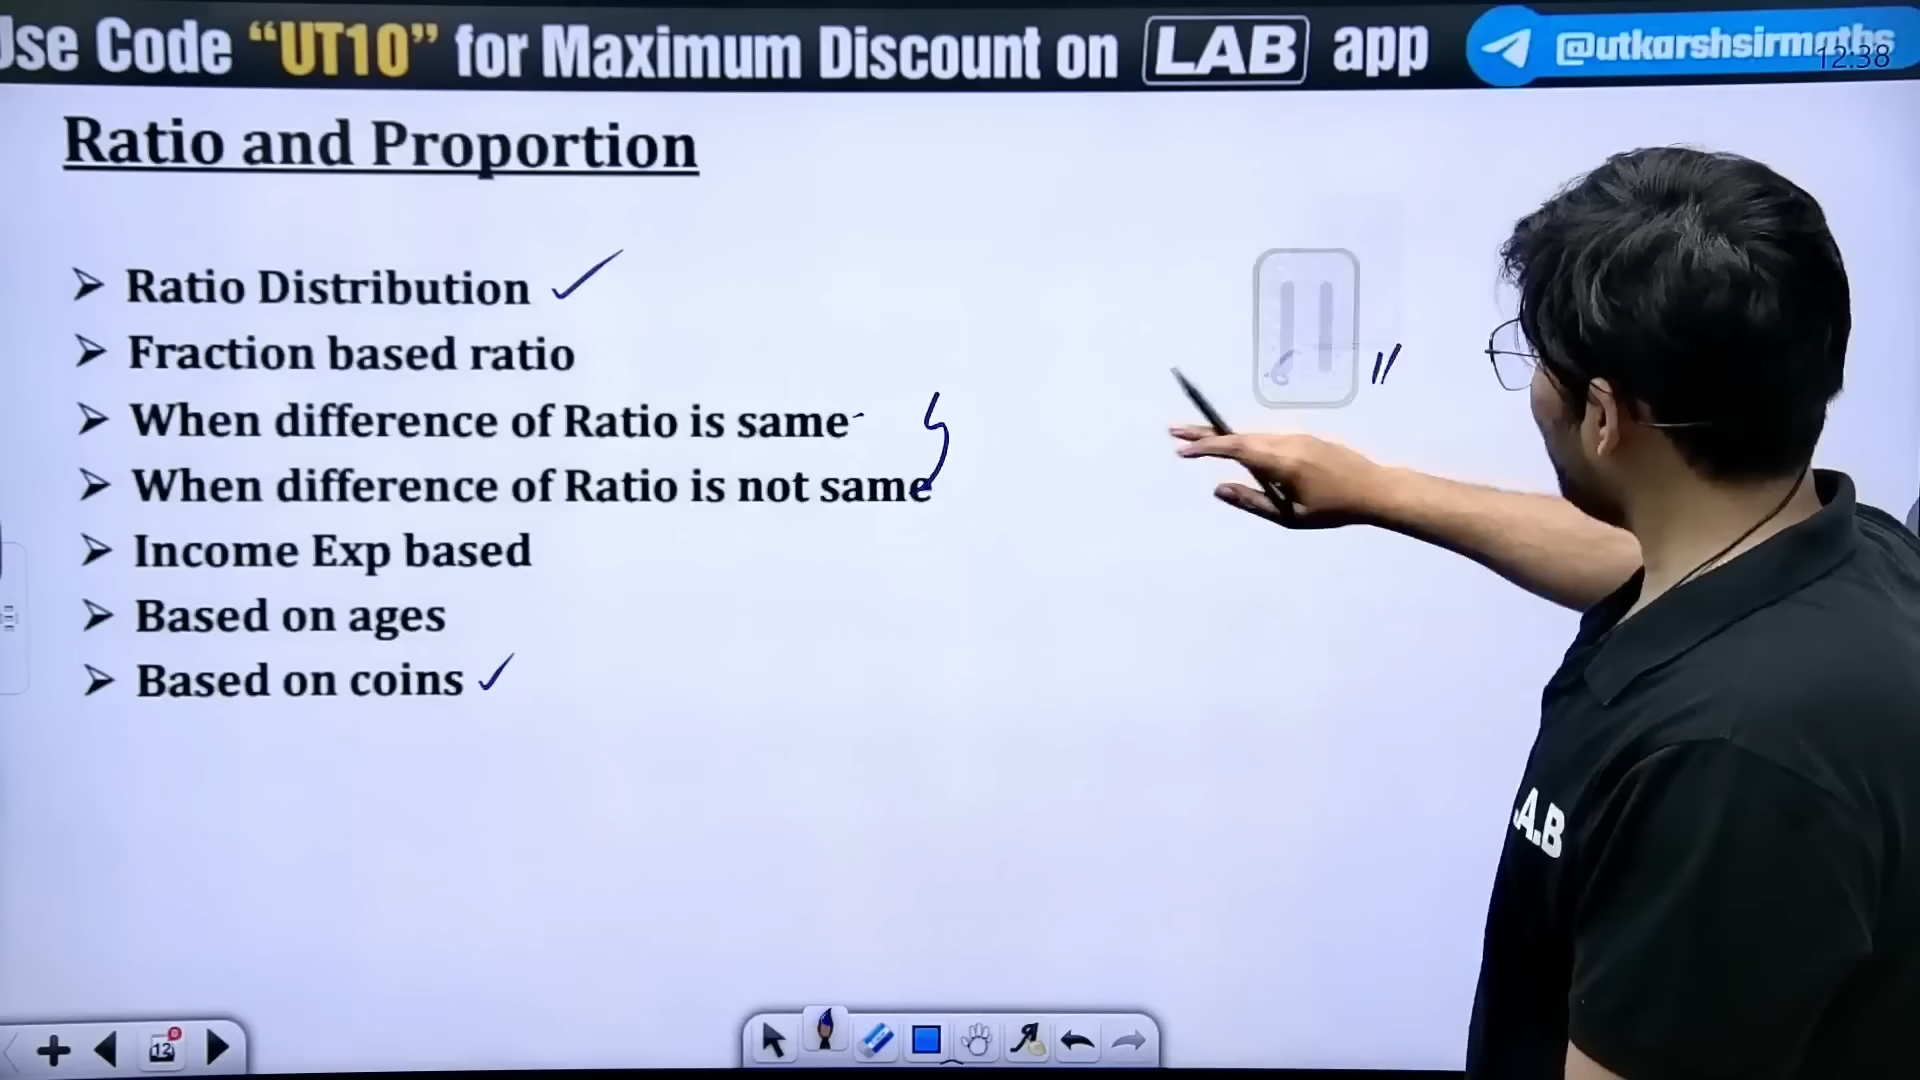 Use Code “UT10” for Maximum Discount on LAB app @utkarshsirmaths
12:38
Ratio and Proportion
➤ Ratio Distribution
➤ Fraction based ratio
➤ When difference of Ratio is same
➤ When difference of Ratio is not same
➤ Income Exp based
➤ Based on ages
➤ Based on coins
.A.B
12